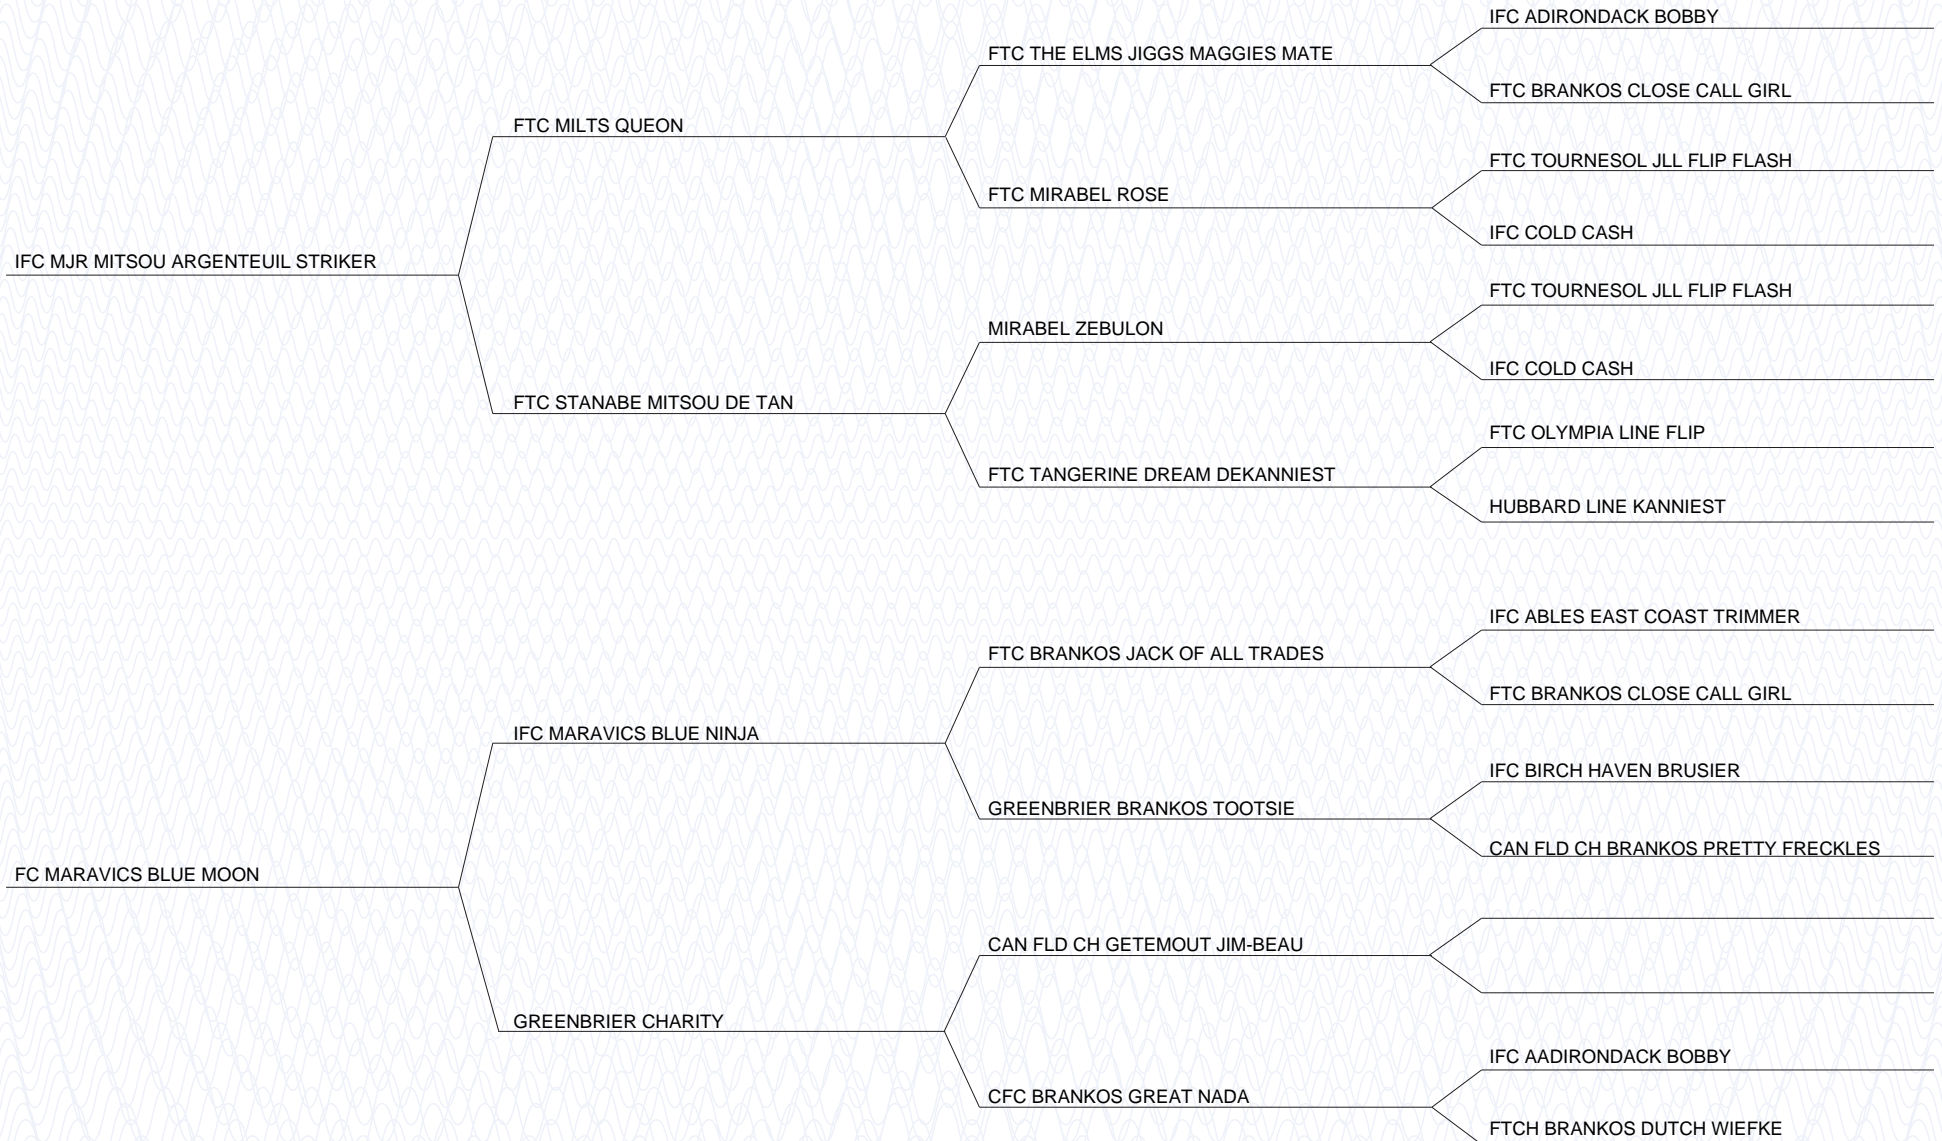 IFC ADIRONDACK BOBBY
FTC THE ELMS JIGGS MAGGIES MATE
FTC BRANKOS CLOSE CALL GIRL
FTC MILTS QUEON
FTC TOURNESOL JLL FLIP FLASH
FTC MIRABEL ROSE
IFC COLD CASH
IFC MJR MITSOU ARGENTEUIL STRIKER
FTC TOURNESOL JLL FLIP FLASH
MIRABEL ZEBULON
IFC COLD CASH
FTC STANABE MITSOU DE TAN
FTC OLYMPIA LINE FLIP
FTC TANGERINE DREAM DEKANNIEST
HUBBARD LINE KANNIEST
IFC ABLES EAST COAST TRIMMER
FTC BRANKOS JACK OF ALL TRADES
FTC BRANKOS CLOSE CALL GIRL
IFC MARAVICS BLUE NINJA
IFC BIRCH HAVEN BRUSIER
GREENBRIER BRANKOS TOOTSIE
CAN FLD CH BRANKOS PRETTY FRECKLES
FC MARAVICS BLUE MOON
CAN FLD CH GETEMOUT JIM-BEAU
GREENBRIER CHARITY
IFC AADIRONDACK BOBBY
CFC BRANKOS GREAT NADA
FTCH BRANKOS DUTCH WIEFKE